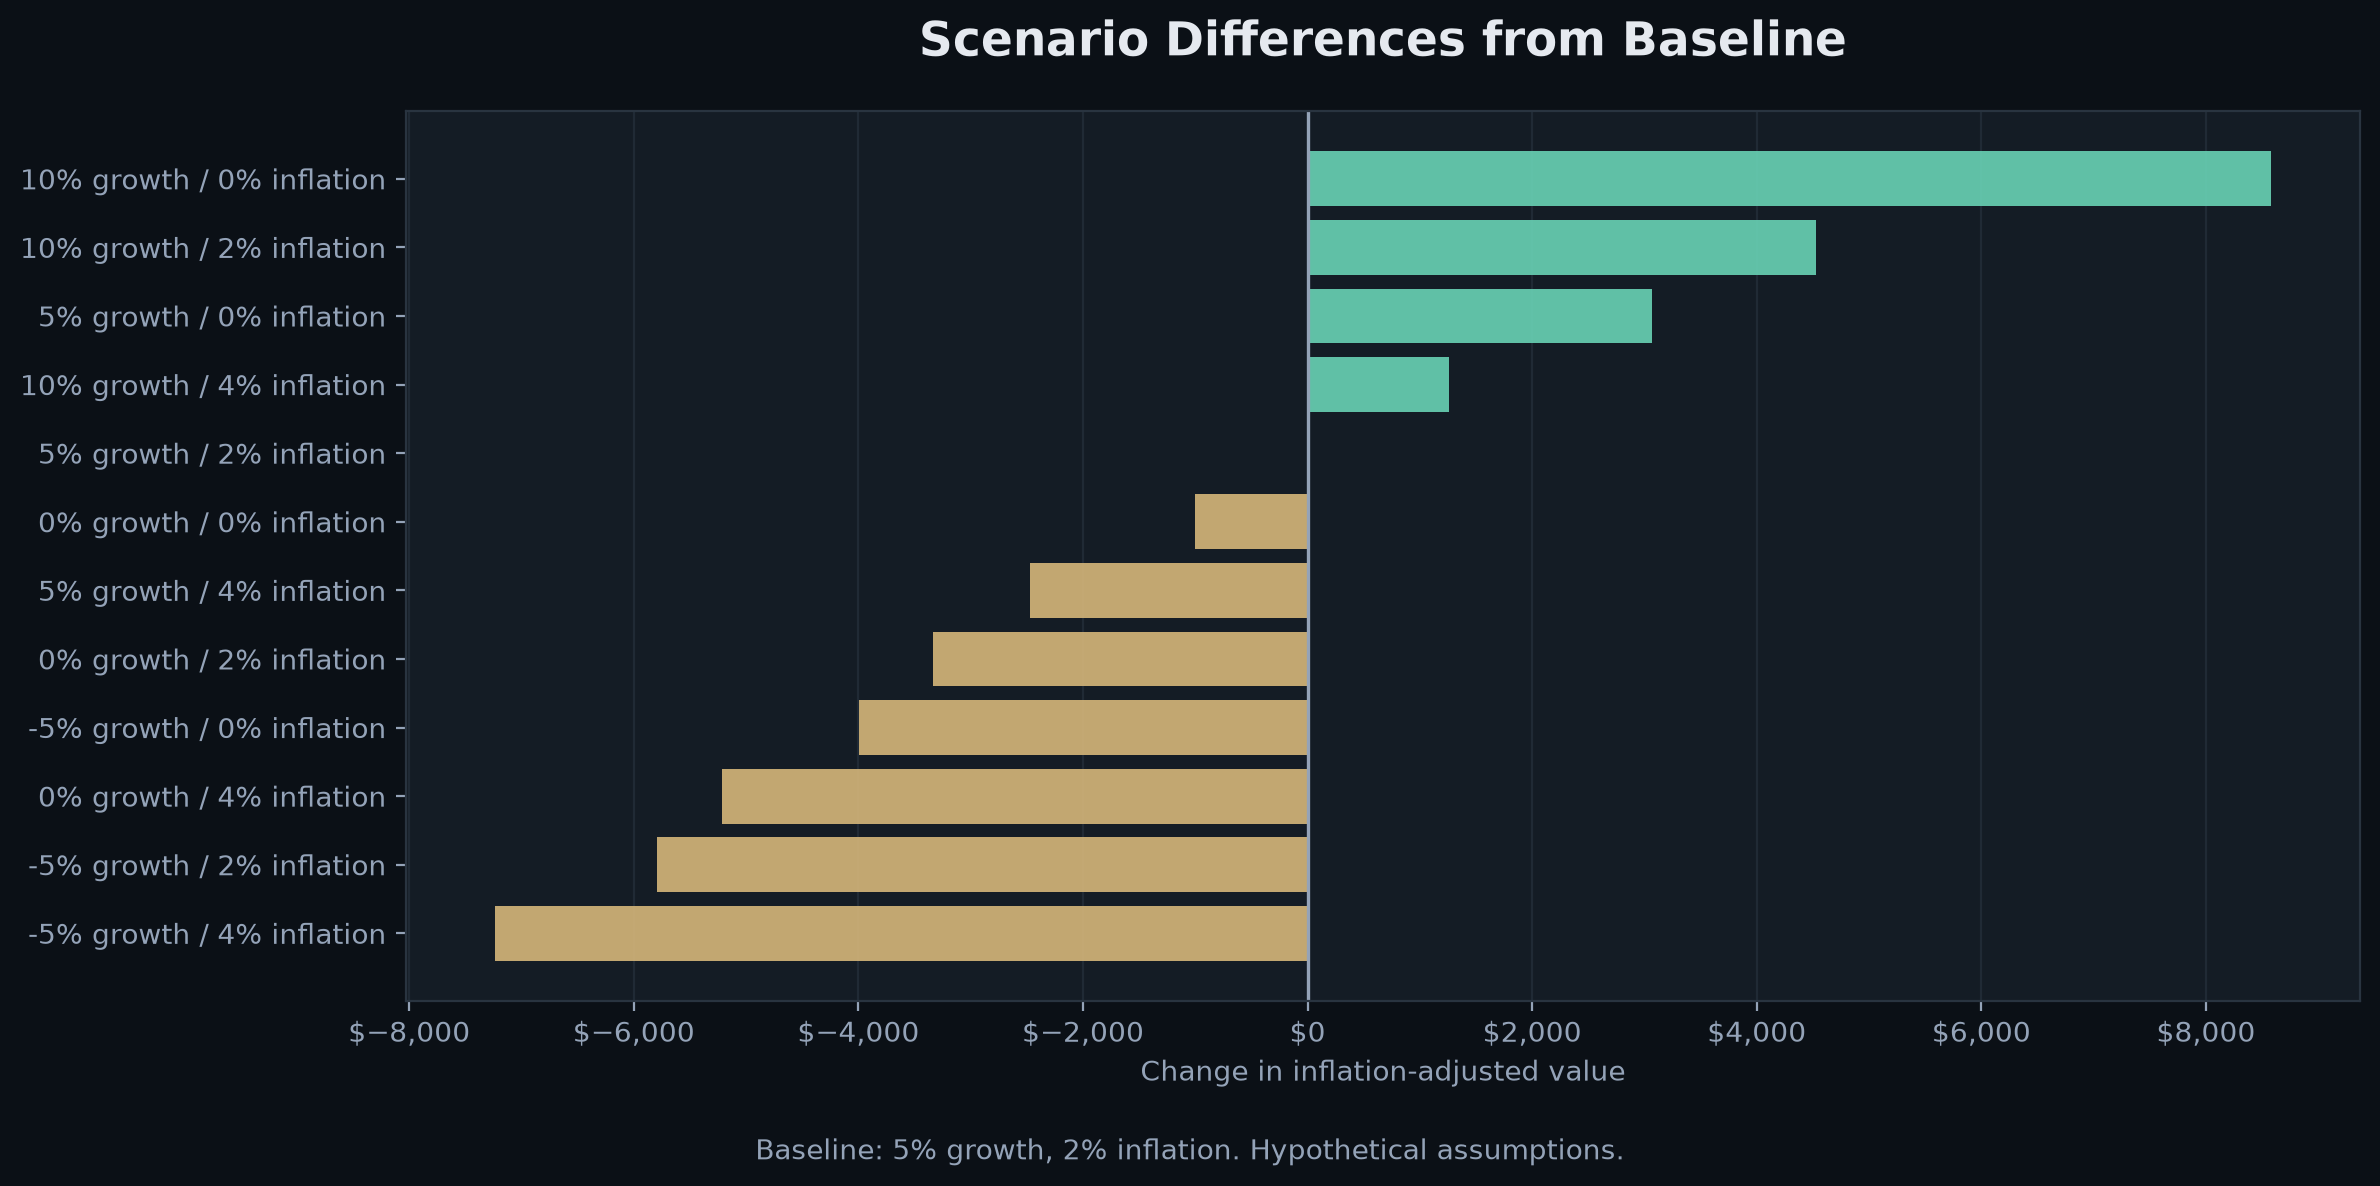 Scenario Differences from Baseline
10% growth / 0% inflation
10% growth / 2% inflation
5% growth / 0% inflation
10% growth / 4% inflation
5% growth / 2% inflation
0% growth / 0% inflation
5% growth / 4% inflation
0% growth / 2% inflation
-5% growth / 0% inflation
0% growth / 4% inflation
-5% growth / 2% inflation
-5% growth / 4% inflation
$−8,000 $−6,000 $−4,000 $−2,000 $0 $2,000 $4,000 $6,000 $8,000
Change in inflation-adjusted value
Baseline: 5% growth, 2% inflation. Hypothetical assumptions.